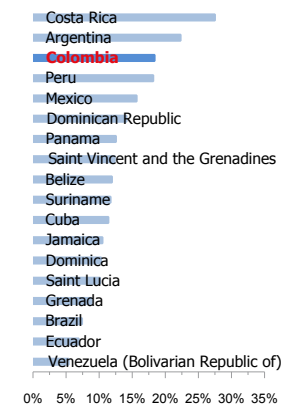 Costa Rica
Argentina
Colombia
Peru
Mexico
Dominican Republic
Panama
Saint Vincent and the Grenadines
Belize
Suriname
Cuba
Jamaica
Dominica
Saint Lucia
Grenada
Brazil
Ecuador
Venezuela (Bolivarian Republic of)
0% 5% 10% 15% 20% 25% 30% 35%